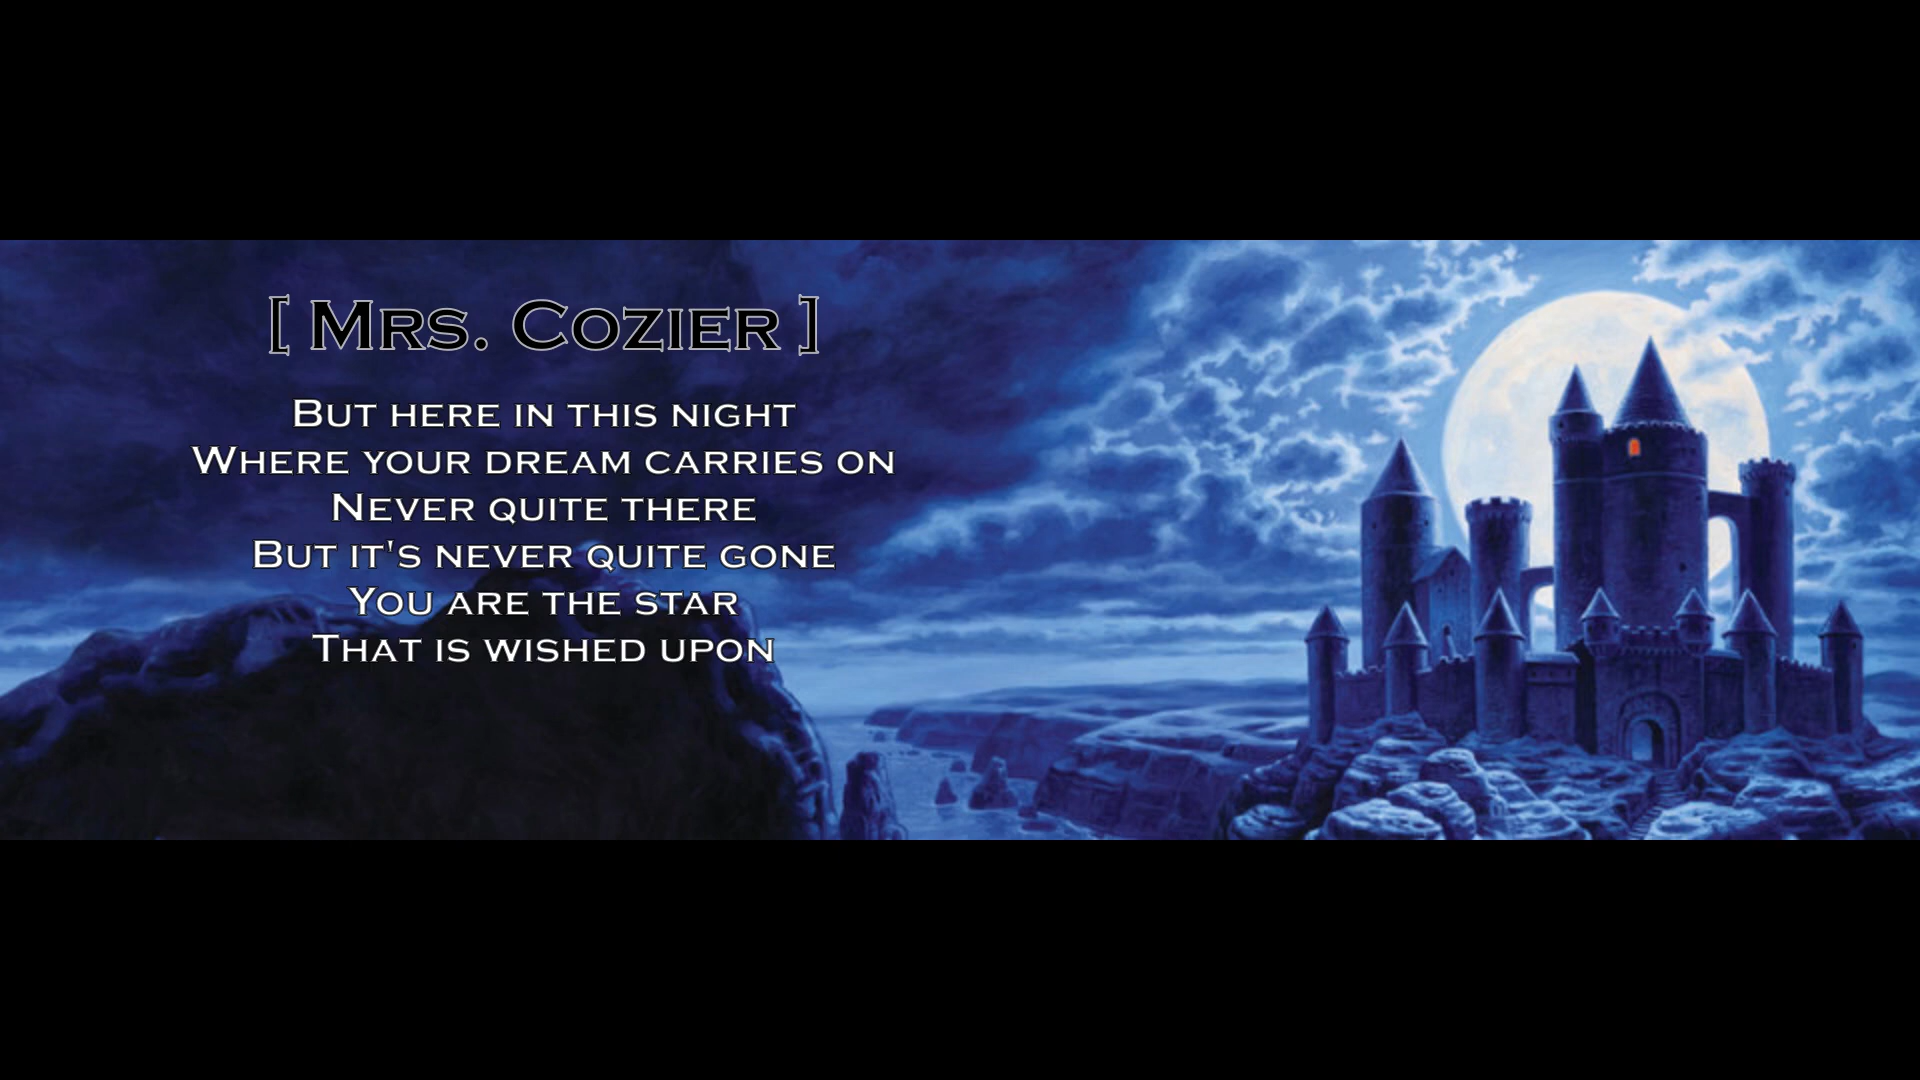 [ Mrs. Cozier ]
But here in this night
Where your dream carries on
Never quite there
But it's never quite gone
You are the star
That is wished upon